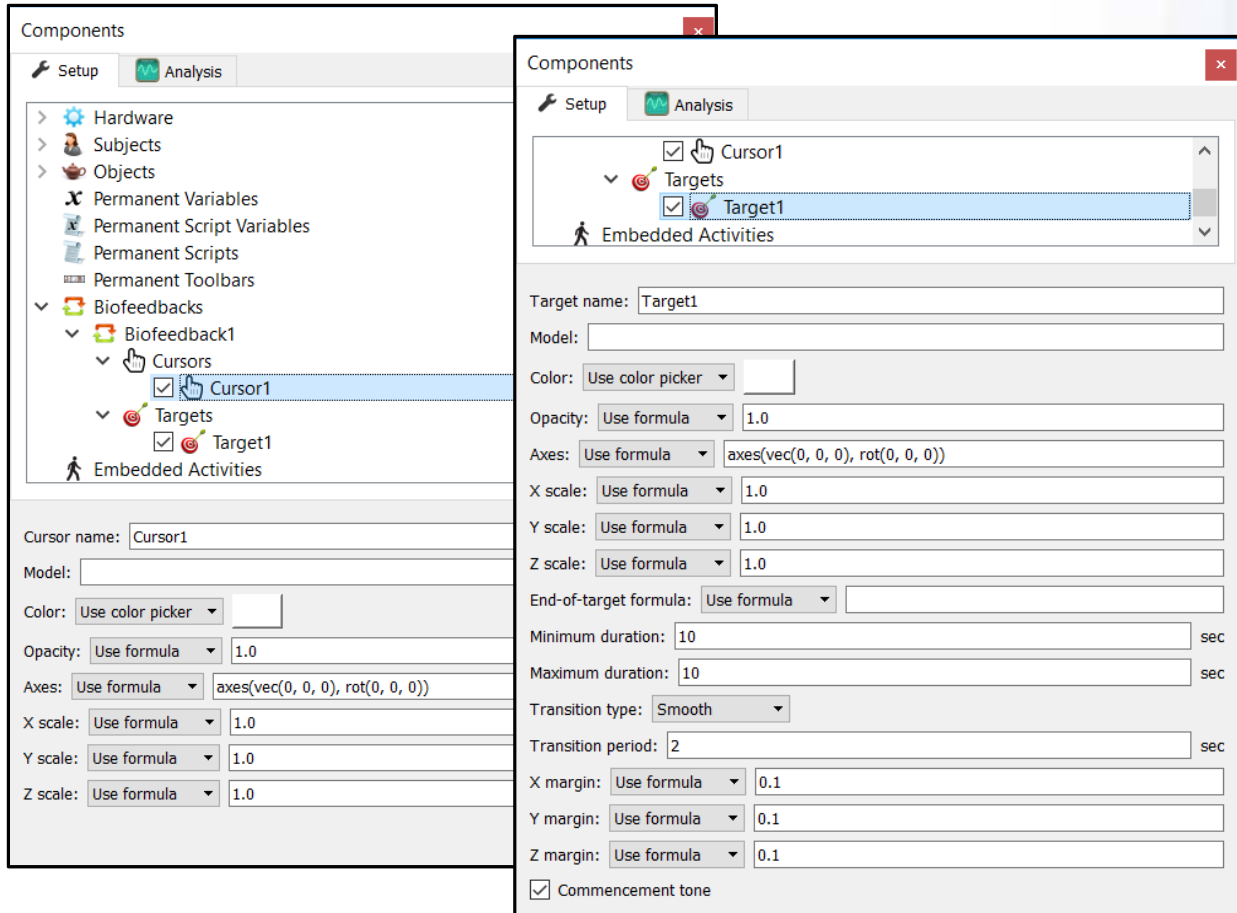 Components
Setup Analysis
Hardware
Subjects
Objects
Permanent Variables
Permanent Script Variables
Permanent Scripts
Permanent Toolbars
Biofeedbacks
Biofeedback1
Cursors
Cursor1
Targets
Target1
Embedded Activities
Cursor name: Cursor1
Model:
Color: Use color picker
Opacity: Use formula 1.0
Axes: Use formula axes(vec(0, 0, 0), rot(0, 0, 0))
X scale: Use formula 1.0
Y scale: Use formula 1.0
Z scale: Use formula 1.0
Components
Setup Analysis
Cursor1
Targets
Target1
Embedded Activities
Target name: Target1
Model:
Color: Use color picker
Opacity: Use formula 1.0
Axes: Use formula axes(vec(0, 0, 0), rot(0, 0, 0))
X scale: Use formula 1.0
Y scale: Use formula 1.0
Z scale: Use formula 1.0
End-of-target formula: Use formula
Minimum duration: 10 sec
Maximum duration: 10 sec
Transition type: Smooth
Transition period: 2 sec
X margin: Use formula 0.1
Y margin: Use formula 0.1
Z margin: Use formula 0.1
Commencement tone